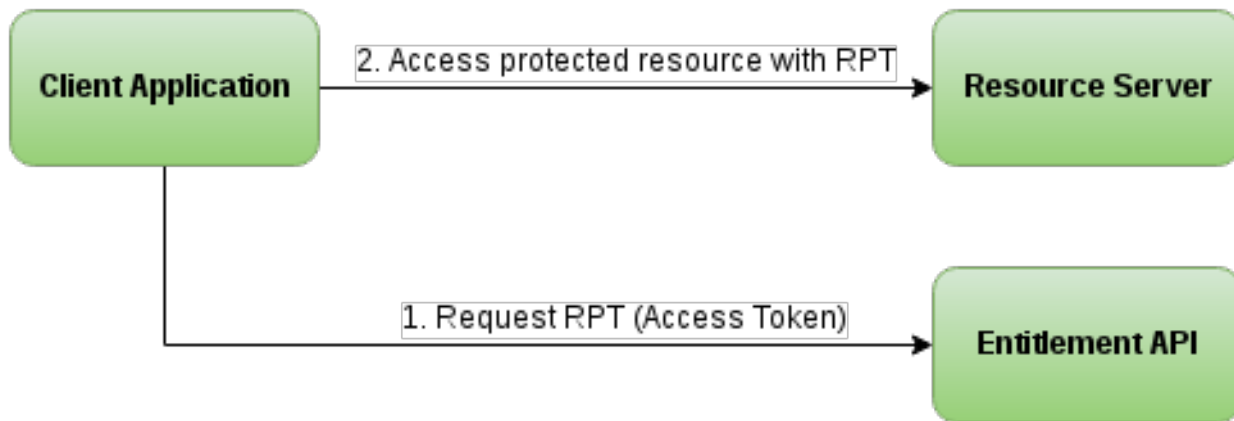 2. Access protected resource with RPT
Client Application
Resource Server
1. Request RPT (Access Token)
Entitlement API